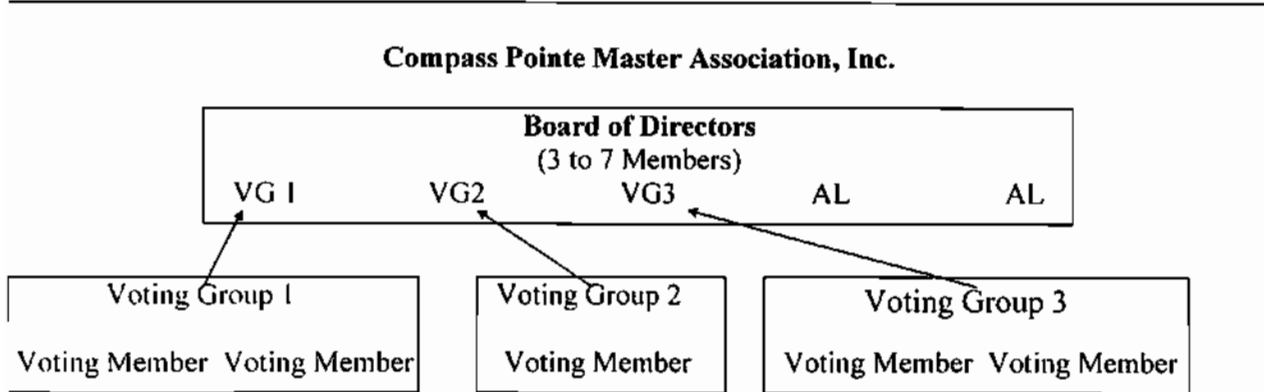 Compass Pointe Master Association, Inc.
Board of Directors
(3 to 7 Members)
VG 1 VG2 VG3 AL AL
Voting Group 1 Voting Group 2 Voting Group 3
Voting Member Voting Member Voting Member Voting Member Voting Member